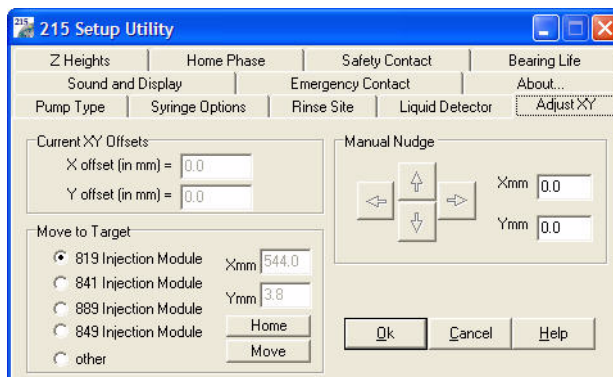 215 215 Setup Utility
Z Heights Home Phase Safety Contact Bearing Life
Sound and Display Emergency Contact About...
Pump Type Syringe Options Rinse Site Liquid Detector Adjust XY
Current XY Offsets
X offset (in mm) = 0.0
Y offset (in mm) = 0.0
Manual Nudge
Xmm 0.0
Ymm 0.0
Move to Target
819 Injection Module
841 Injection Module
889 Injection Module
849 Injection Module
other
Xmm 544.0
Ymm 3.8
Home
Move
Ok Cancel Help